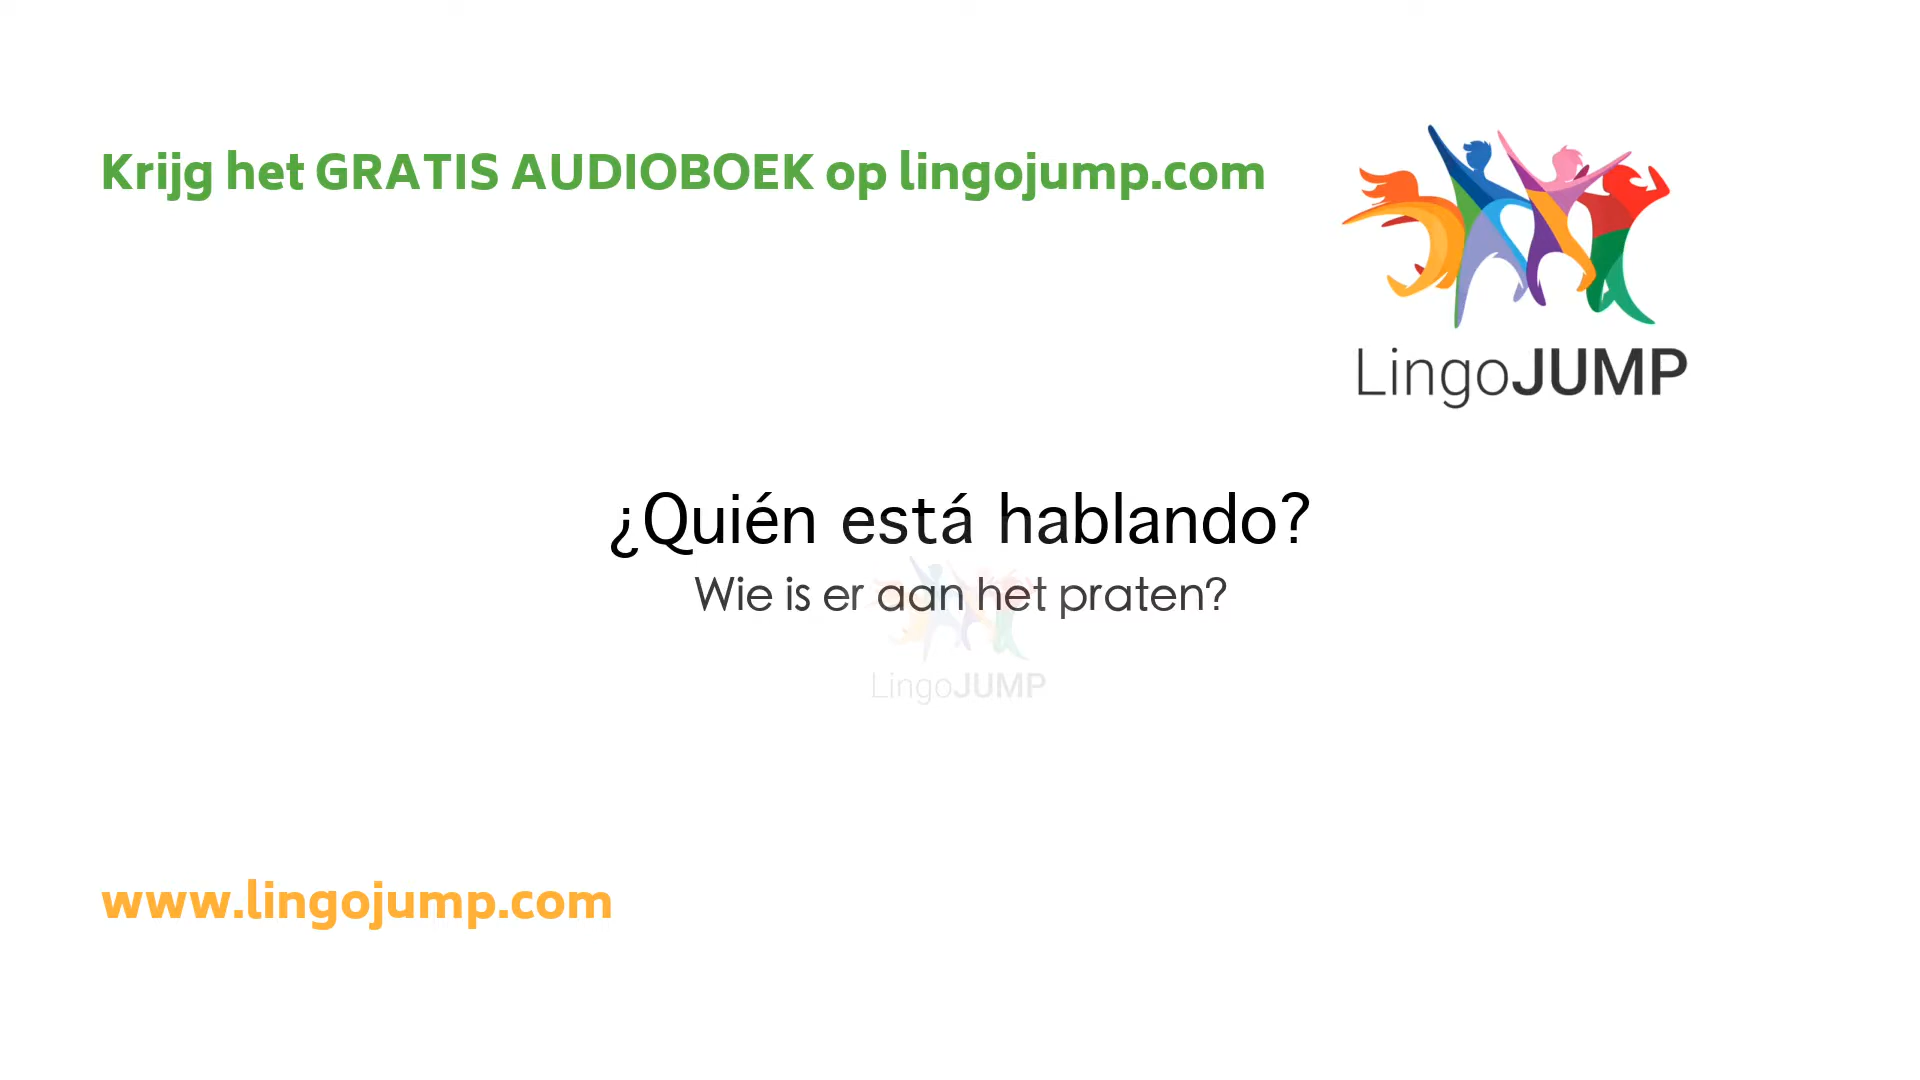 Krijg het GRATIS AUDIOBOEK op lingojump.com
LingoJUMP
¿Quién está hablando?
Wie is er aan het praten?
LingoJUMP
www.lingojump.com